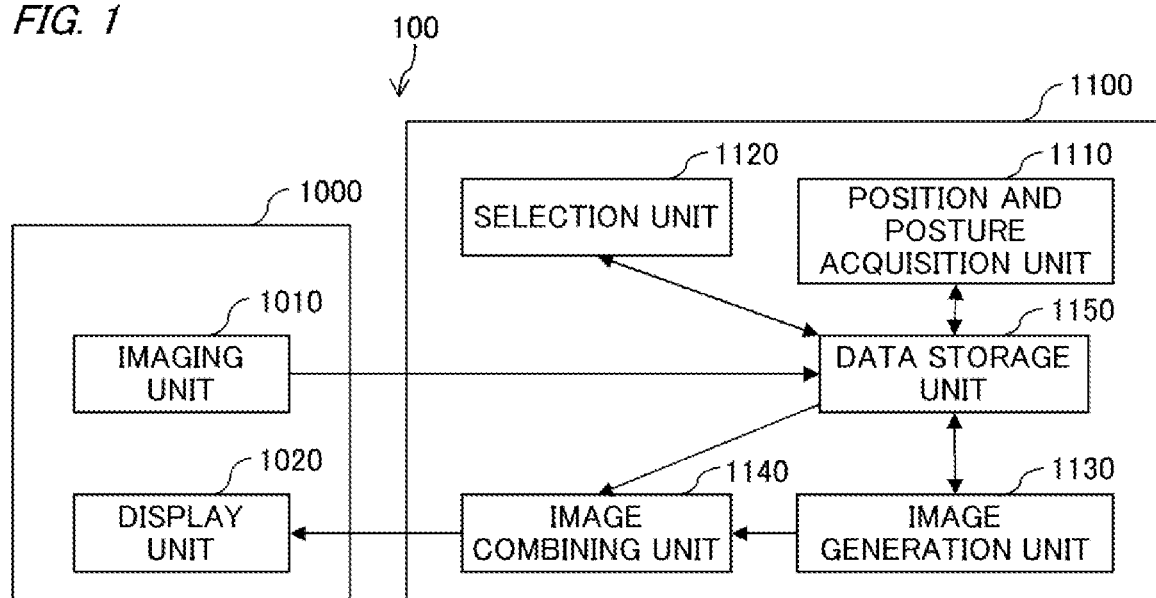 FIG. 1
100
1100
1120
1110
SELECTION UNIT
POSITION AND
POSTURE
ACQUISITION UNIT
1000
1010
1150
IMAGING
UNIT
DATA STORAGE
UNIT
1020
1140
1130
DISPLAY
UNIT
IMAGE
COMBINING UNIT
IMAGE
GENERATION UNIT